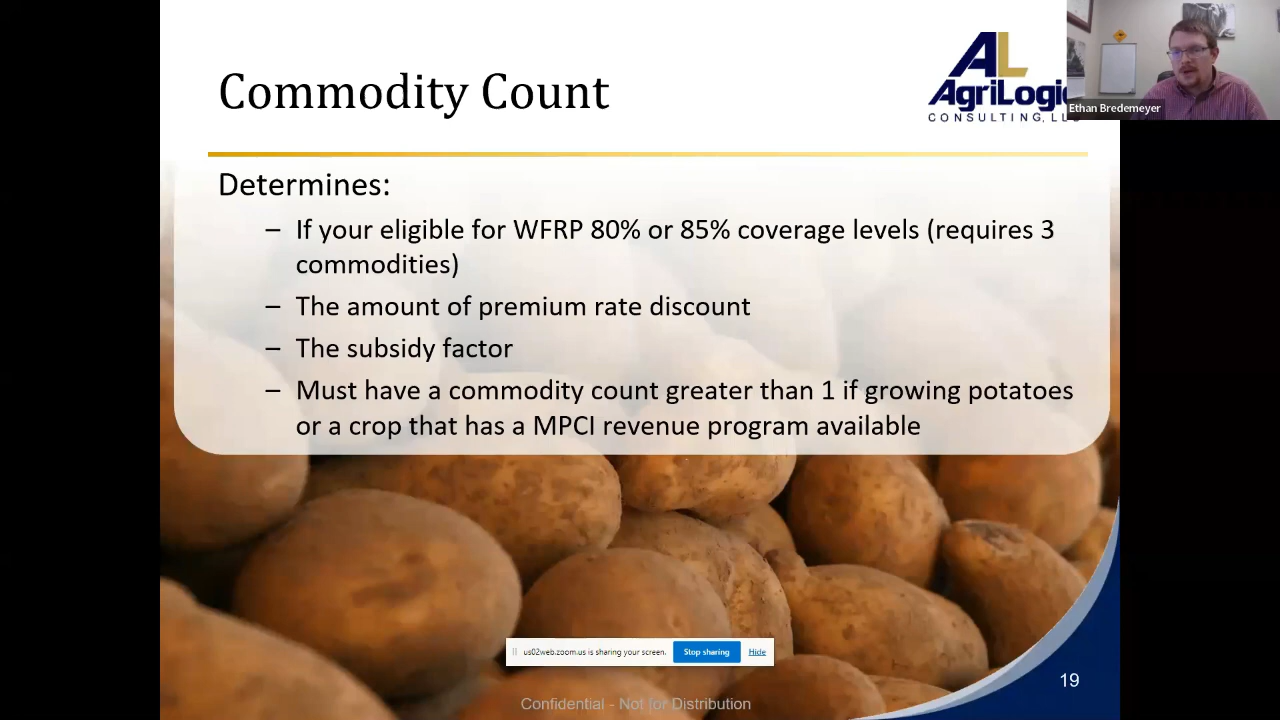 Commodity Count
AL
AgriLogic
CONSULTING, LLC
Ethan Bredemeyer
Determines:
– If your eligible for WFRP 80% or 85% coverage levels (requires 3
commodities)
– The amount of premium rate discount
– The subsidy factor
– Must have a commodity count greater than 1 if growing potatoes
or a crop that has a MPCI revenue program available
us02web.zoom.us is sharing your screen.
Stop sharing
Hide
19
Confidential - Not for Distribution